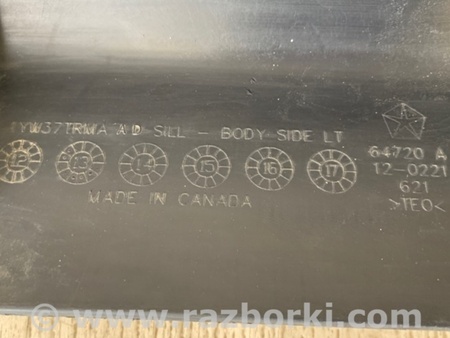 1YW37TRMA AD SILL - BODY SIDE LT
12 13 14 15 16 17
MADE IN CANADA
64720 A
12-0221
621
>TEO<
www.razborki.com